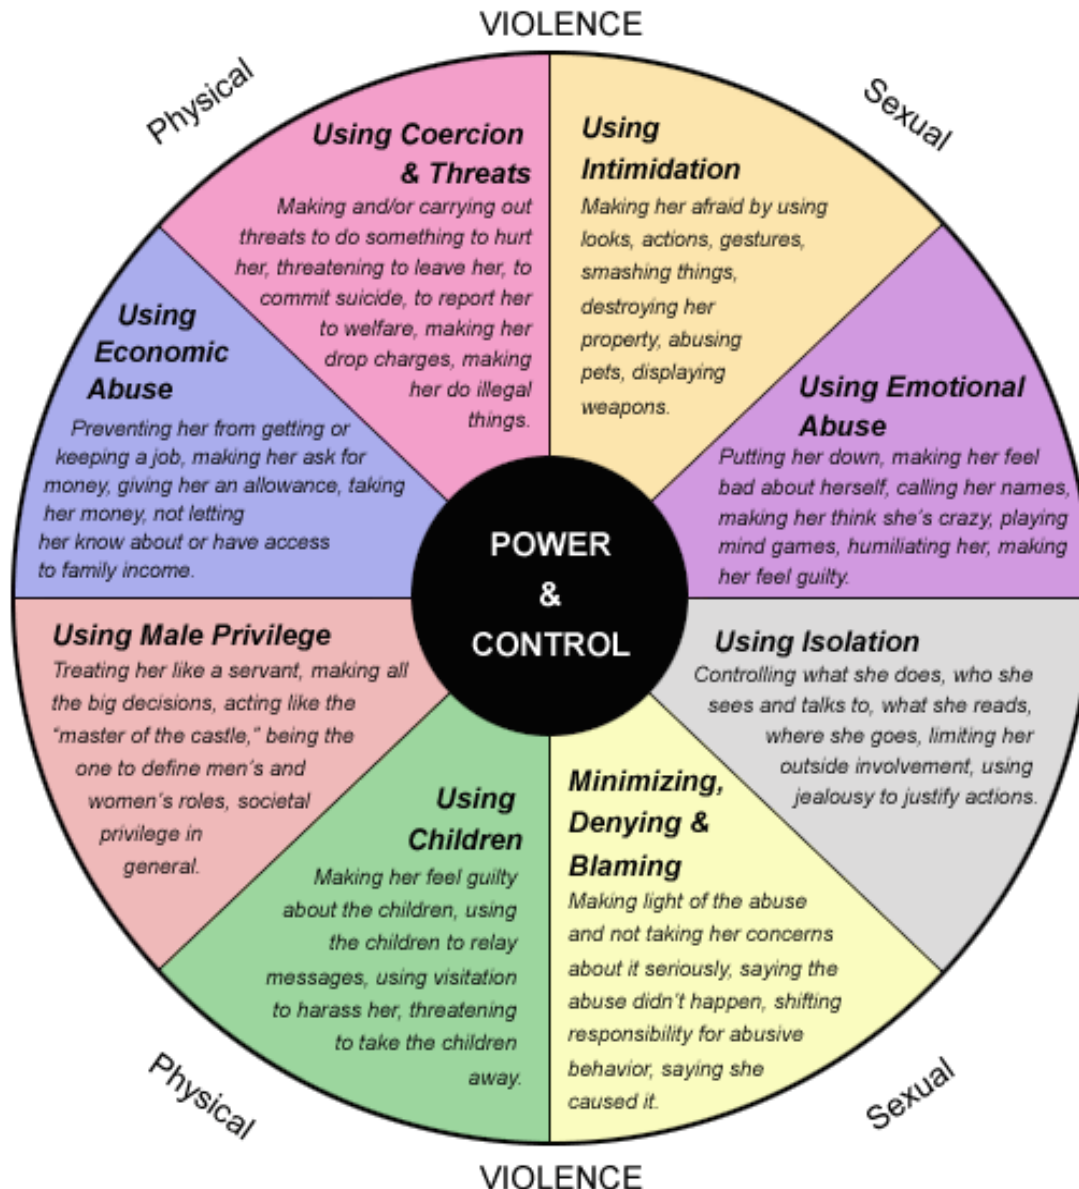 VIOLENCE
Physical
Sexual
Using Coercion
& Threats
Making and/or carrying out
threats to do something to hurt
her, threatening to leave her, to
commit suicide, to report her
to welfare, making her
drop charges, making
her do illegal
things.
Using
Intimidation
Making her afraid by using
looks, actions, gestures,
smashing things,
destroying her
property, abusing
pets, displaying
weapons.
Using
Economic
Abuse
Preventing her from getting or
keeping a job, making her ask for
money, giving her an allowance, taking
her money, not letting
her know about or have access
to family income.
Using Emotional
Abuse
Putting her down, making her feel
bad about herself, calling her names,
making her think she's crazy, playing
mind games, humiliating her, making
her feel guilty.
POWER
&
CONTROL
Using Male Privilege
Treating her like a servant, making all
the big decisions, acting like the
“master of the castle,” being the
one to define men's and
women's roles, societal
privilege in
general.
Using Isolation
Controlling what she does, who she
sees and talks to, what she reads,
where she goes, limiting her
outside involvement, using
jealousy to justify actions.
Using
Children
Making her feel guilty
about the children, using
the children to relay
messages, using visitation
to harass her, threatening
to take the children
away.
Minimizing,
Denying &
Blaming
Making light of the abuse
and not taking her concerns
about it seriously, saying the
abuse didn't happen, shifting
responsibility for abusive
behavior, saying she
caused it.
Physical
Sexual
VIOLENCE